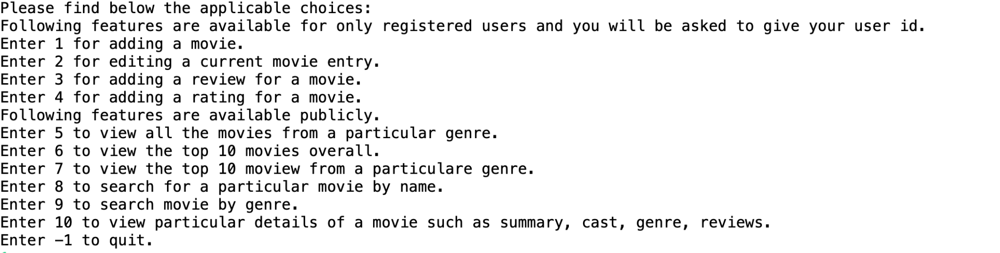 Please find below the applicable choices:
Following features are available for only registered users and you will be asked to give your user id.
Enter 1 for adding a movie.
Enter 2 for editing a current movie entry.
Enter 3 for adding a review for a movie.
Enter 4 for adding a rating for a movie.
Following features are available publicly.
Enter 5 to view all the movies from a particular genre.
Enter 6 to view the top 10 movies overall.
Enter 7 to view the top 10 moview from a particulare genre.
Enter 8 to search for a particular movie by name.
Enter 9 to search movie by genre.
Enter 10 to view particular details of a movie such as summary, cast, genre, reviews.
Enter –1 to quit.